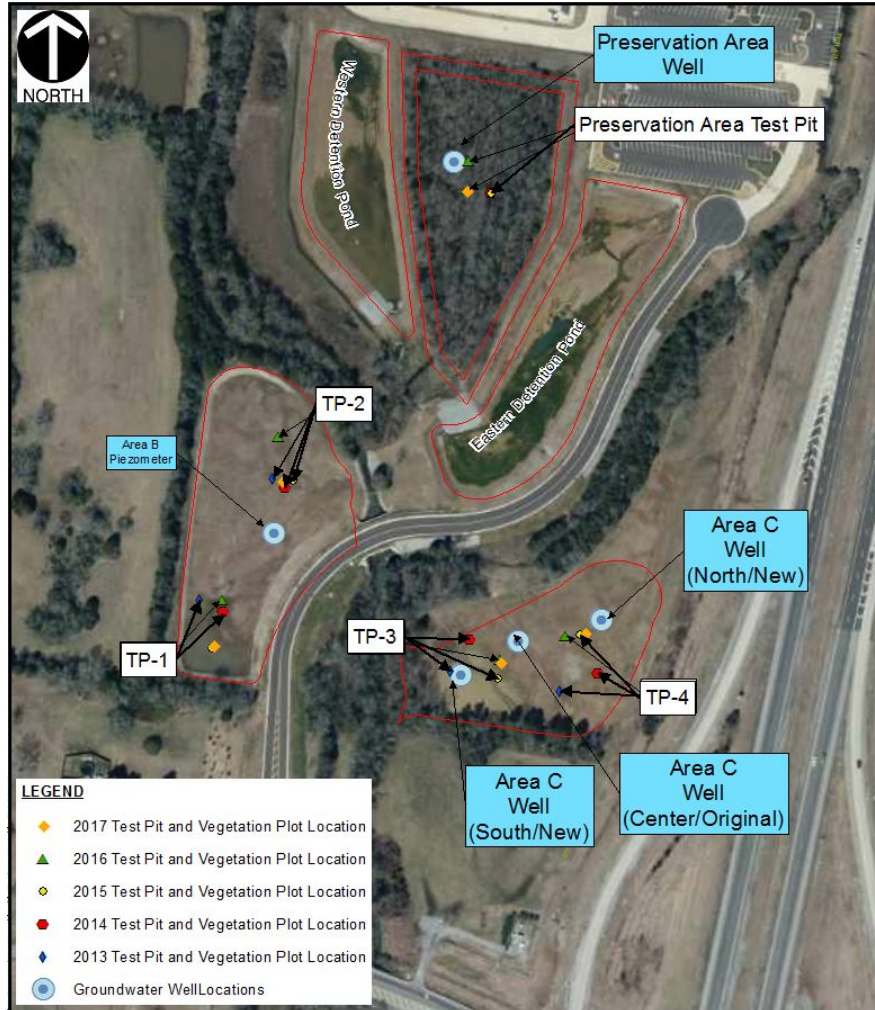 NORTH
Preservation Area
Well
Preservation Area Test Pit
Western Detention Pond
Eastern Detention Pond
TP-2
Area B
Piezometer
Area C
Well
(North/New)
TP-1
TP-3
TP-4
Area C
Well
(South/New)
Area C
Well
(Center/Original)
LEGEND
2017 Test Pit and Vegetation Plot Location
2016 Test Pit and Vegetation Plot Location
2015 Test Pit and Vegetation Plot Location
2014 Test Pit and Vegetation Plot Location
2013 Test Pit and Vegetation Plot Location
Groundwater WellLocations